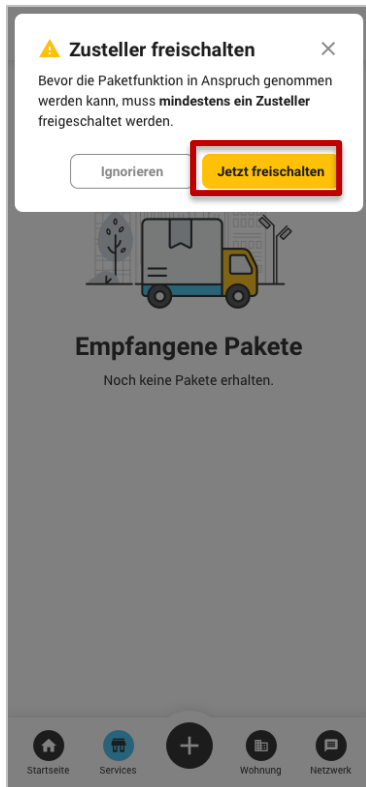 Zusteller freischalten
Bevor die Paketfunktion in Anspruch genommen
werden kann, muss mindestens ein Zusteller
freigeschaltet werden.
Ignorieren
Jetzt freischalten
Empfangene Pakete
Noch keine Pakete erhalten.
Startseite
Services
Wohnung
Netzwerk